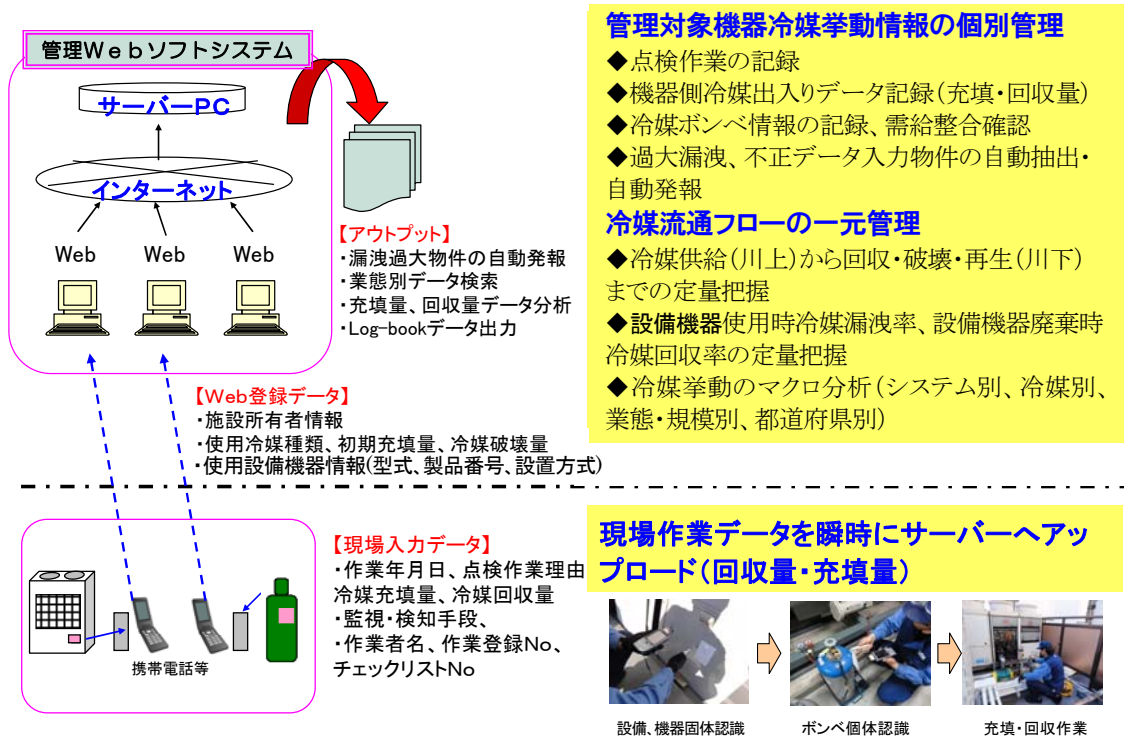 管理Ｗｅｂソフトシステム
サーバーPC
インターネット
Web
Web
Web
【アウトプット】
・漏洩過大物件の自動発報
・業態別データ検索
・充填量、回収量データ分析
・Log-bookデータ出力
【Web登録データ】
・施設所有者情報
・使用冷媒種類、初期充填量、冷媒破壊量
・使用設備機器情報(型式、製品番号、設置方式)
管理対象機器冷媒挙動情報の個別管理
◆点検作業の記録
◆機器側冷媒出入りデータ記録（充填・回収量）
◆冷媒ボンベ情報の記録、需給整合確認
◆過大漏洩、不正データ入力物件の自動抽出・
自動発報
冷媒流通フローの一元管理
◆冷媒供給（川上）から回収・破壊・再生（川下）
までの定量把握
◆設備機器使用時冷媒漏洩率、設備機器廃棄時
冷媒回収率の定量把握
◆冷媒挙動のマクロ分析（システム別、冷媒別、
業態・規模別、都道府県別）
携帯電話等
【現場入力データ】
・作業年月日、点検作業理由
冷媒充填量、冷媒回収量
・監視・検知手段、
・作業者名、作業登録No、
チェックリストNo
現場作業データを瞬時にサーバーへアッ
プロード（回収量・充填量）
設備、機器固体認識
ボンベ個体認識
充填・回収作業